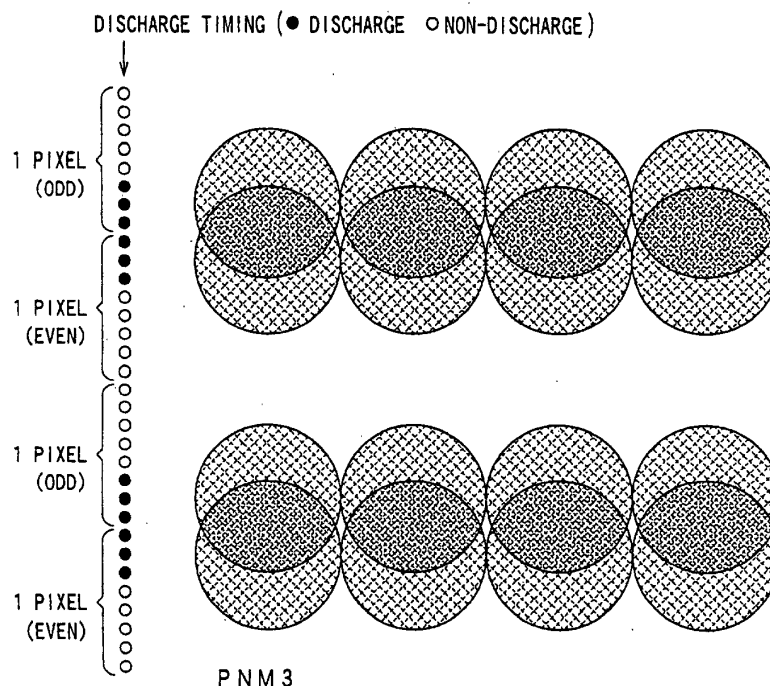 DISCHARGE TIMING (● DISCHARGE ○ NON-DISCHARGE)
1 PIXEL
(ODD)
1 PIXEL
(EVEN)
1 PIXEL
(ODD)
1 PIXEL
(EVEN)
PNM3